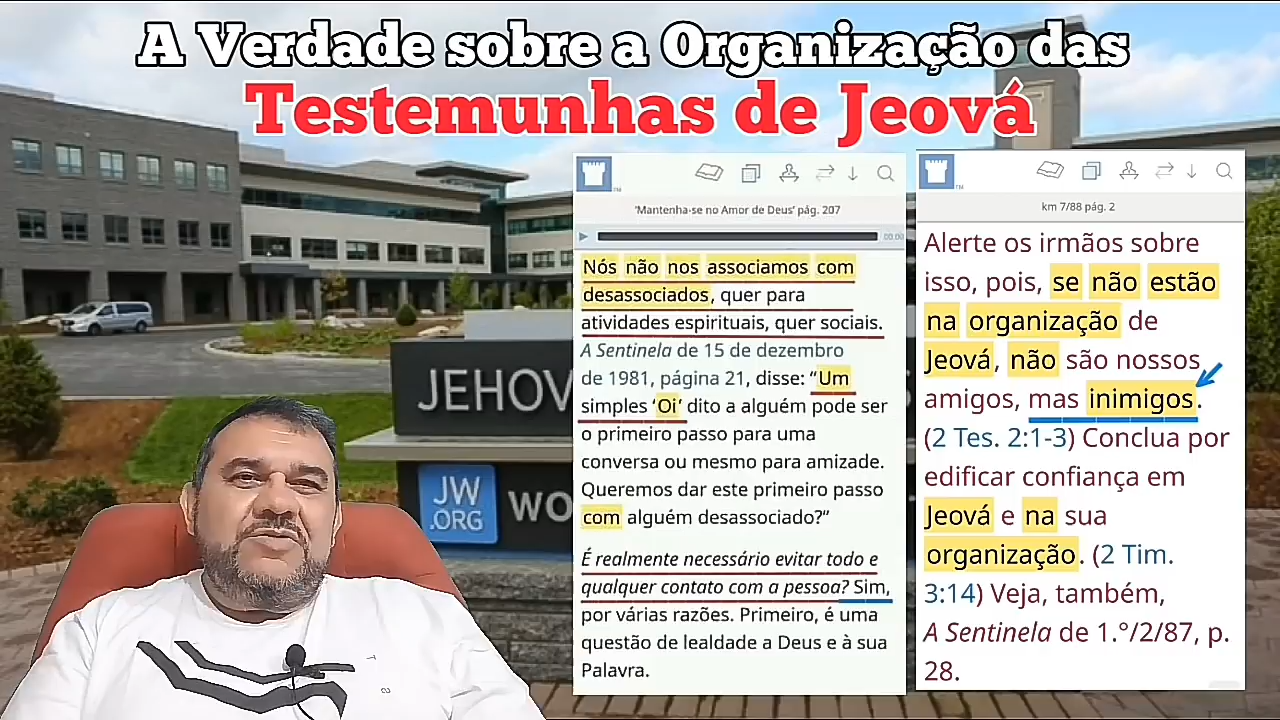 A Verdade sobre a Organização das
Testemunhas de Jeová
'Mantenha-se no Amor de Deus' pág. 207
00:00
Nós não nos associamos com
desassociados, quer para
atividades espirituais, quer sociais.
A Sentinela de 15 de dezembro
de 1981, página 21, disse: “Um
simples ‘Oi’ dito a alguém pode ser
o primeiro passo para uma
conversa ou mesmo para amizade.
Queremos dar este primeiro passo
com alguém desassociado?”
É realmente necessário evitar todo e
qualquer contato com a pessoa? Sim,
por várias razões. Primeiro, é uma
questão de lealdade a Deus e à sua
Palavra.
km 7/88 pág. 2
Alerte os irmãos sobre
isso, pois, se não estão
na organização de
Jeová, não são nossos
amigos, mas inimigos.
(2 Tes. 2:1-3) Conclua por
edificar confiança em
Jeová e na sua
organização. (2 Tim.
3:14) Veja, também,
A Sentinela de 1.°/2/87, p.
28.
JEHOV
S
JW
.ORG
WO